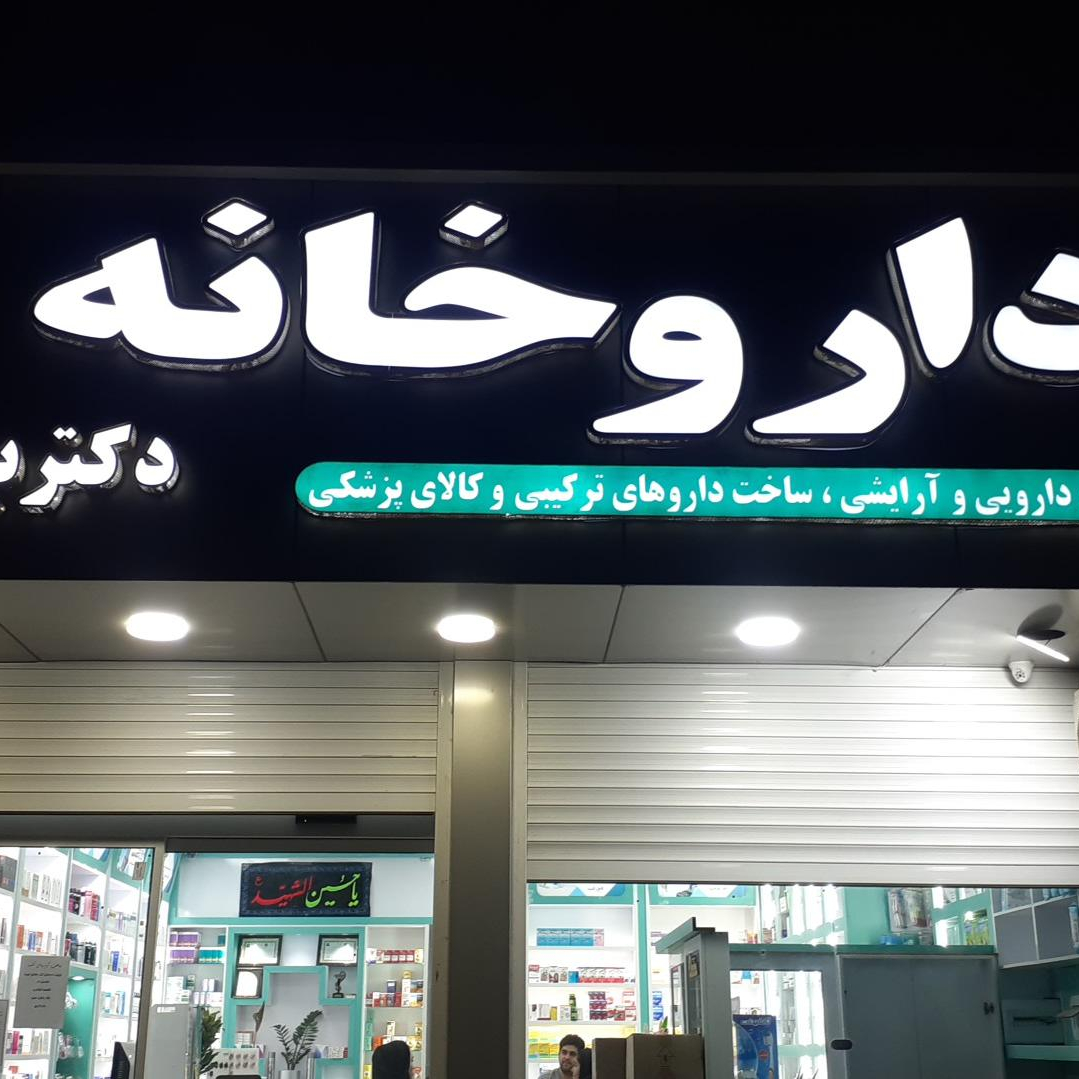 داروخانه
دارویی و آرایشی ، ساخت داروهای ترکیبی و کالای پزشکی
دکتر
یا حسین الشهید